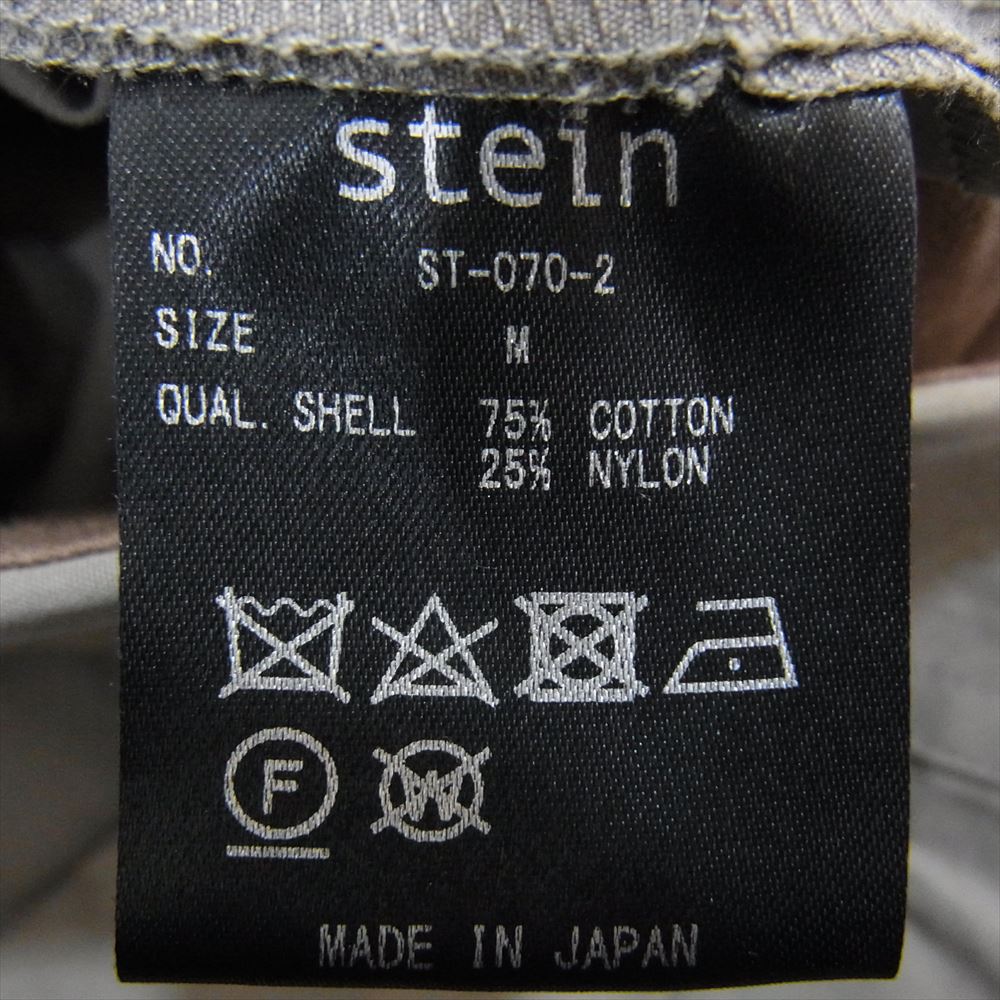 stein
NO. ST-070-2
SIZE M
QUAL. SHELL 75% COTTON
25% NYLON
F
W
MADE IN JAPAN